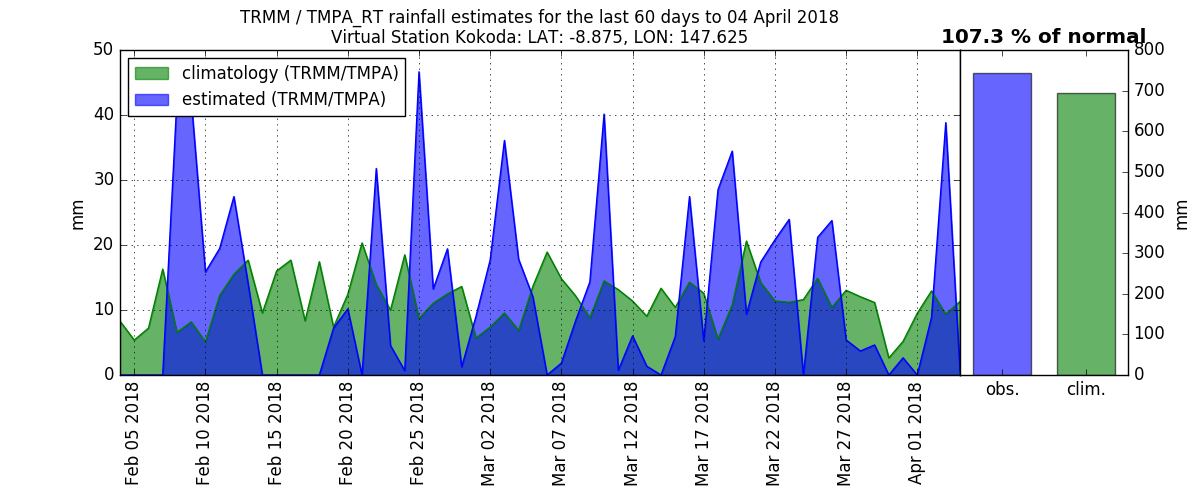 TRMM / TMPA_RT rainfall estimates for the last 60 days to 04 April 2018
Virtual Station Kokoda: LAT: -8.875, LON: 147.625
107.3 % of normal
climatology (TRMM/TMPA)
estimated (TRMM/TMPA)
50
40
30
20
10
0
mm
Feb 05 2018
Feb 10 2018
Feb 15 2018
Feb 20 2018
Feb 25 2018
Mar 02 2018
Mar 07 2018
Mar 12 2018
Mar 17 2018
Mar 22 2018
Mar 27 2018
Apr 01 2018
obs.
clim.
800
700
600
500
400
300
200
100
0
mm